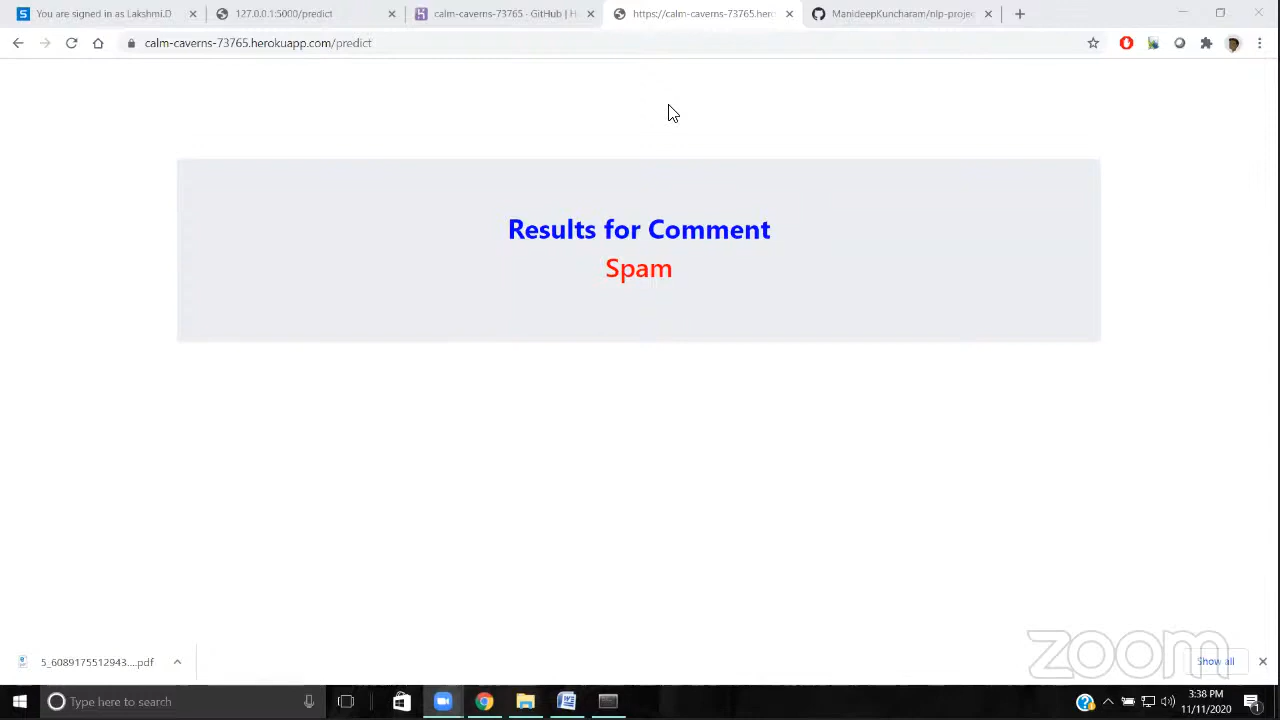 You are signed in as Lakshmi.D
127.0.0.1:5000/predict
calm-caverns-73765 - GitHub | H
https://calm-caverns-73765.hero
ManideepKuncharam/nlp-proje
calm-caverns-73765.herokuapp.com/predict
Results for Comment
Spam
zoom
5_6089175512943....pdf
Show all
Type here to search
3:38 PM
11/11/2020